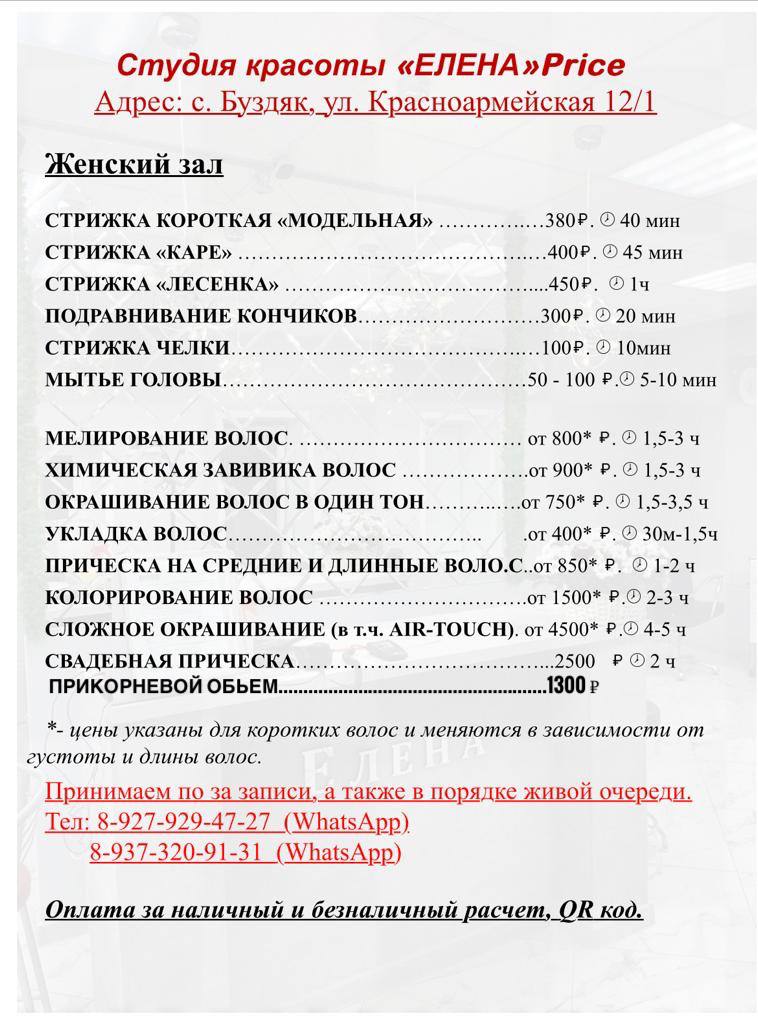 Студия красоты «ЕЛЕНА»Price
Адрес: с. Буздяк, ул. Красноармейская 12/1
Женский зал
СТРИЖКА КОРОТКАЯ «МОДЕЛЬНАЯ» ………….…380₽. 🕗 40 мин
СТРИЖКА «КАРЕ» …………………………………….…400₽. 🕗 45 мин
СТРИЖКА «ЛЕСЕНКА» …………………………………....450₽. 🕗 1ч
ПОДРАВНИВАНИЕ КОНЧИКОВ………………………300₽. 🕗 20 мин
СТРИЖКА ЧЕЛКИ…………………………………….…100₽. 🕗 10мин
МЫТЬЕ ГОЛОВЫ………………………………………50 - 100 ₽.🕗 5-10 мин
МЕЛИРОВАНИЕ ВОЛОС. …………………………… от 800* ₽. 🕗 1,5-3 ч
ХИМИЧЕСКАЯ ЗАВИВИКА ВОЛОС ……………….от 900* ₽. 🕗 1,5-3 ч
ОКРАШИВАНИЕ ВОЛОС В ОДИН ТОН………..….от 750* ₽. 🕗 1,5-3,5 ч
УКЛАДКА ВОЛОС……………………………….. .от 400* ₽. 🕗 30м-1,5ч
ПРИЧЕСКА НА СРЕДНИЕ И ДЛИННЫЕ ВОЛО.С..от 850* ₽. 🕗 1-2 ч
КОЛОРИРОВАНИЕ ВОЛОС ………………………….от 1500* ₽.🕗 2-3 ч
СЛОЖНОЕ ОКРАШИВАНИЕ (в т.ч. AIR-TOUCH). от 4500* ₽.🕗 4-5 ч
СВАДЕБНАЯ ПРИЧЕСКА………………………………...2500 ₽ 🕗 2 ч
ПРИКОРНЕВОЙ ОБЬЕМ.........................................................1300 ₽
*- цены указаны для коротких волос и меняются в зависимости от
густоты и длины волос.
ЕЛЕНА
Принимаем по за записи, а также в порядке живой очереди.
Тел: 8-927-929-47-27 (WhatsApp)
8-937-320-91-31 (WhatsApp)
Оплата за наличный и безналичный расчет, QR код.